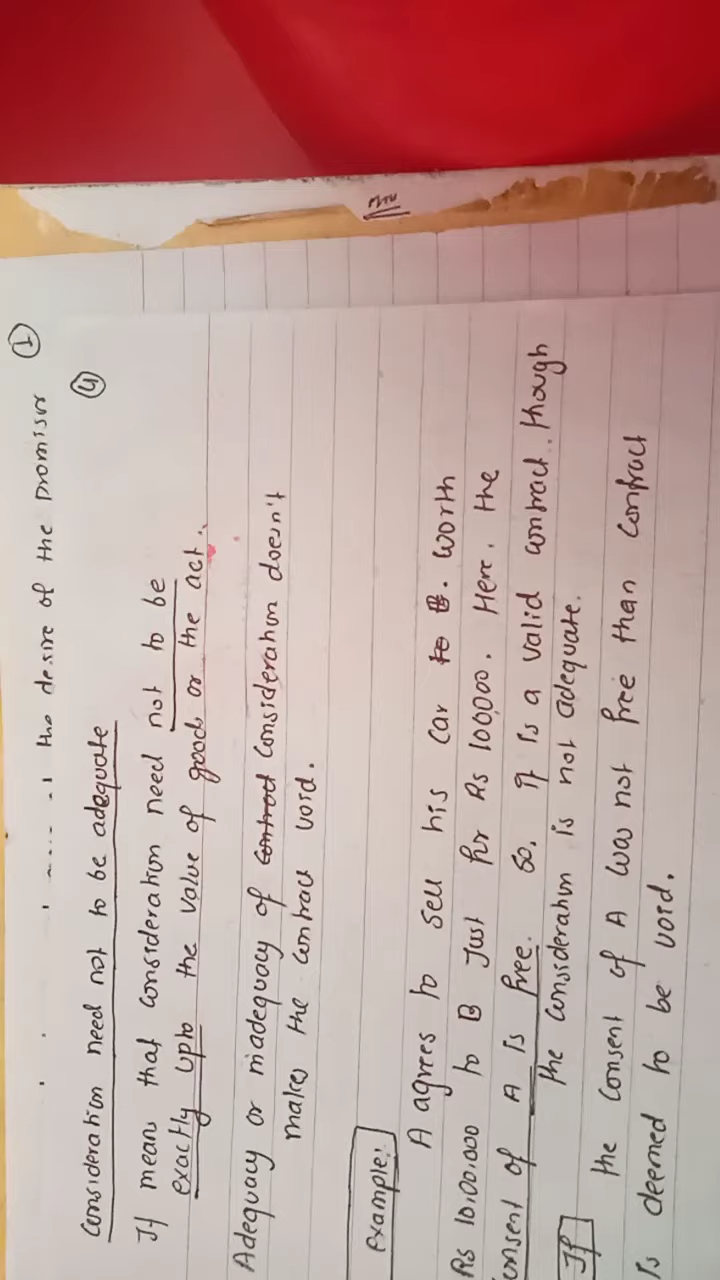 the desire of the promisor ①
④
Consideration need not to be adequate
It means that consideration need not to be
exactly upto the value of goods or the act.
Adequacy or inadequacy of contract consideration doesn't
makes the contract void.
Example:
A agrees to sell his car to B. worth
Rs 10,00,000 to B Just for Rs 100,000. Here, the
consent of A is free. So, it is a valid contract, though
the consideration is not adequate.
If the consent of A was not free than contract
is deemed to be void.